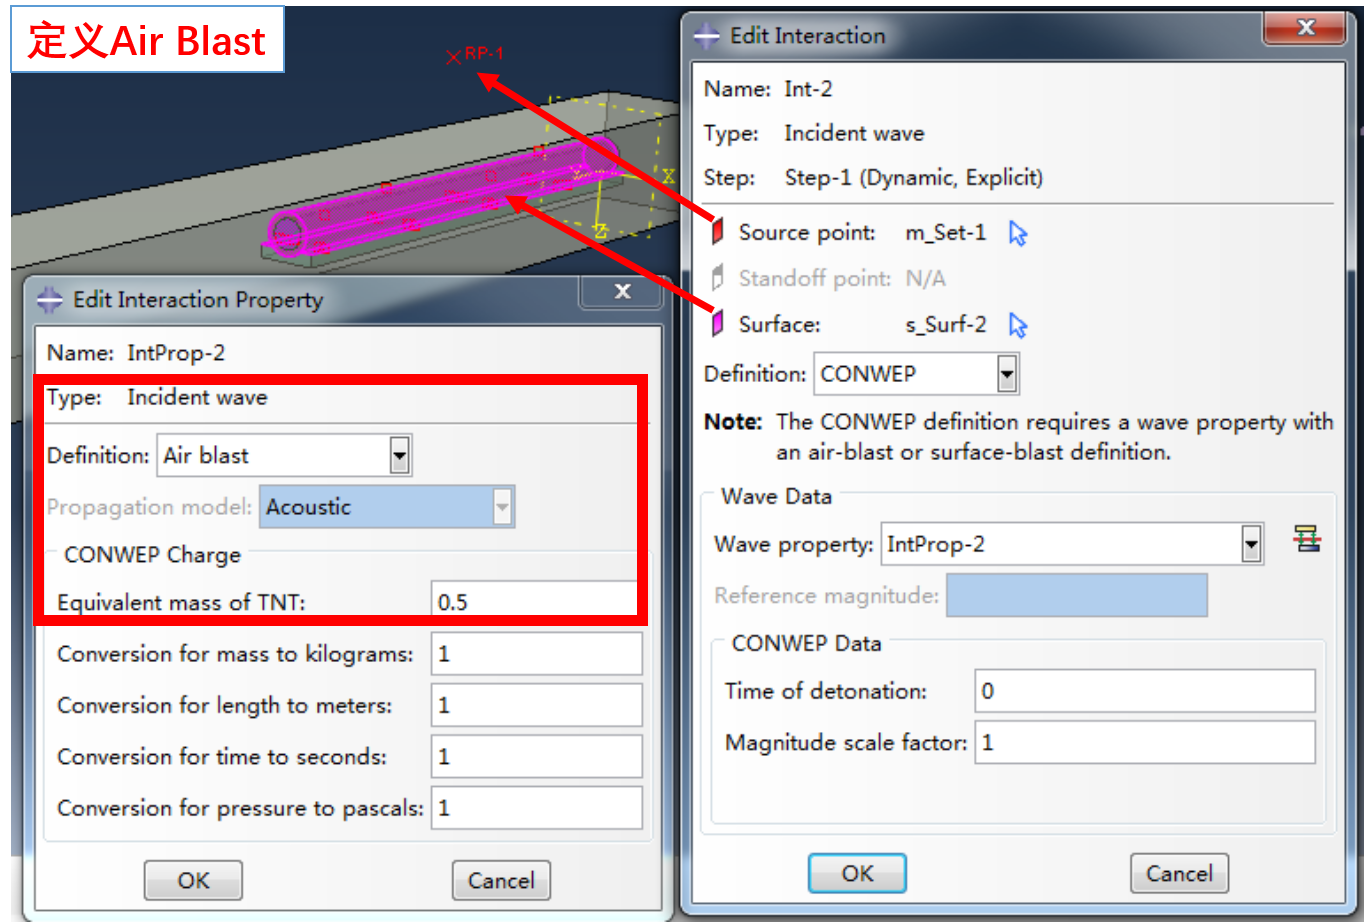 定义Air Blast
RP-1
X
Z
Edit Interaction
Name: Int-2
Type: Incident wave
Step: Step-1 (Dynamic, Explicit)
Source point: m_Set-1
Standoff point: N/A
Surface: s_Surf-2
Definition: CONWEP
Note: The CONWEP definition requires a wave property with
an air-blast or surface-blast definition.
Wave Data
Wave property: IntProp-2
Reference magnitude:
CONWEP Data
Time of detonation: 0
Magnitude scale factor: 1
OK
Cancel
Edit Interaction Property
Name: IntProp-2
Type: Incident wave
Definition: Air blast
Propagation model: Acoustic
CONWEP Charge
Equivalent mass of TNT: 0.5
Conversion for mass to kilograms: 1
Conversion for length to meters: 1
Conversion for time to seconds: 1
Conversion for pressure to pascals: 1
OK
Cancel